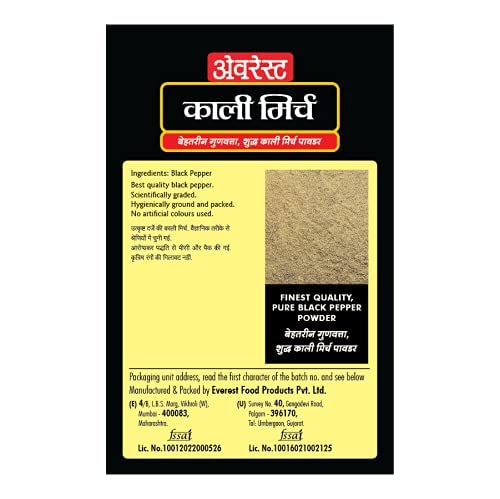 अेवरेस्ट
काली मिर्च
बेहतरीन गुणवत्ता, शुद्ध काली मिर्च पावडर
Ingredients: Black Pepper
Best quality black pepper.
Scientifically graded.
Hygienically ground and packed.
No artificial colours used.
उत्कृष्ट दर्जे की काली मिर्च. वैज्ञानिक तरीके से
श्रेणियों में चुनी गई.
आरोग्यकर पद्धति से पीसी और पैक की गई.
कृत्रिम रंगों की मिलावट नहीं.
FINEST QUALITY,
PURE BLACK PEPPER
POWDER
बेहतरीन गुणवत्ता,
शुद्ध काली मिर्च पावडर
Packaging unit address, read the first character of the batch no. and see below
Manufactured & Packed by Everest Food Products Pvt. Ltd.
(E) 4/B, L.B.S. Marg, Vikhroli (W),
Mumbai - 400083,
Maharashtra.
fssai
Lic. No.10012022000526
(U) Survey No. 40, Gangadevi Road,
Palgam - 396170,
Tal: Umbergaon, Gujarat.
fssai
Lic. No.10016021002125